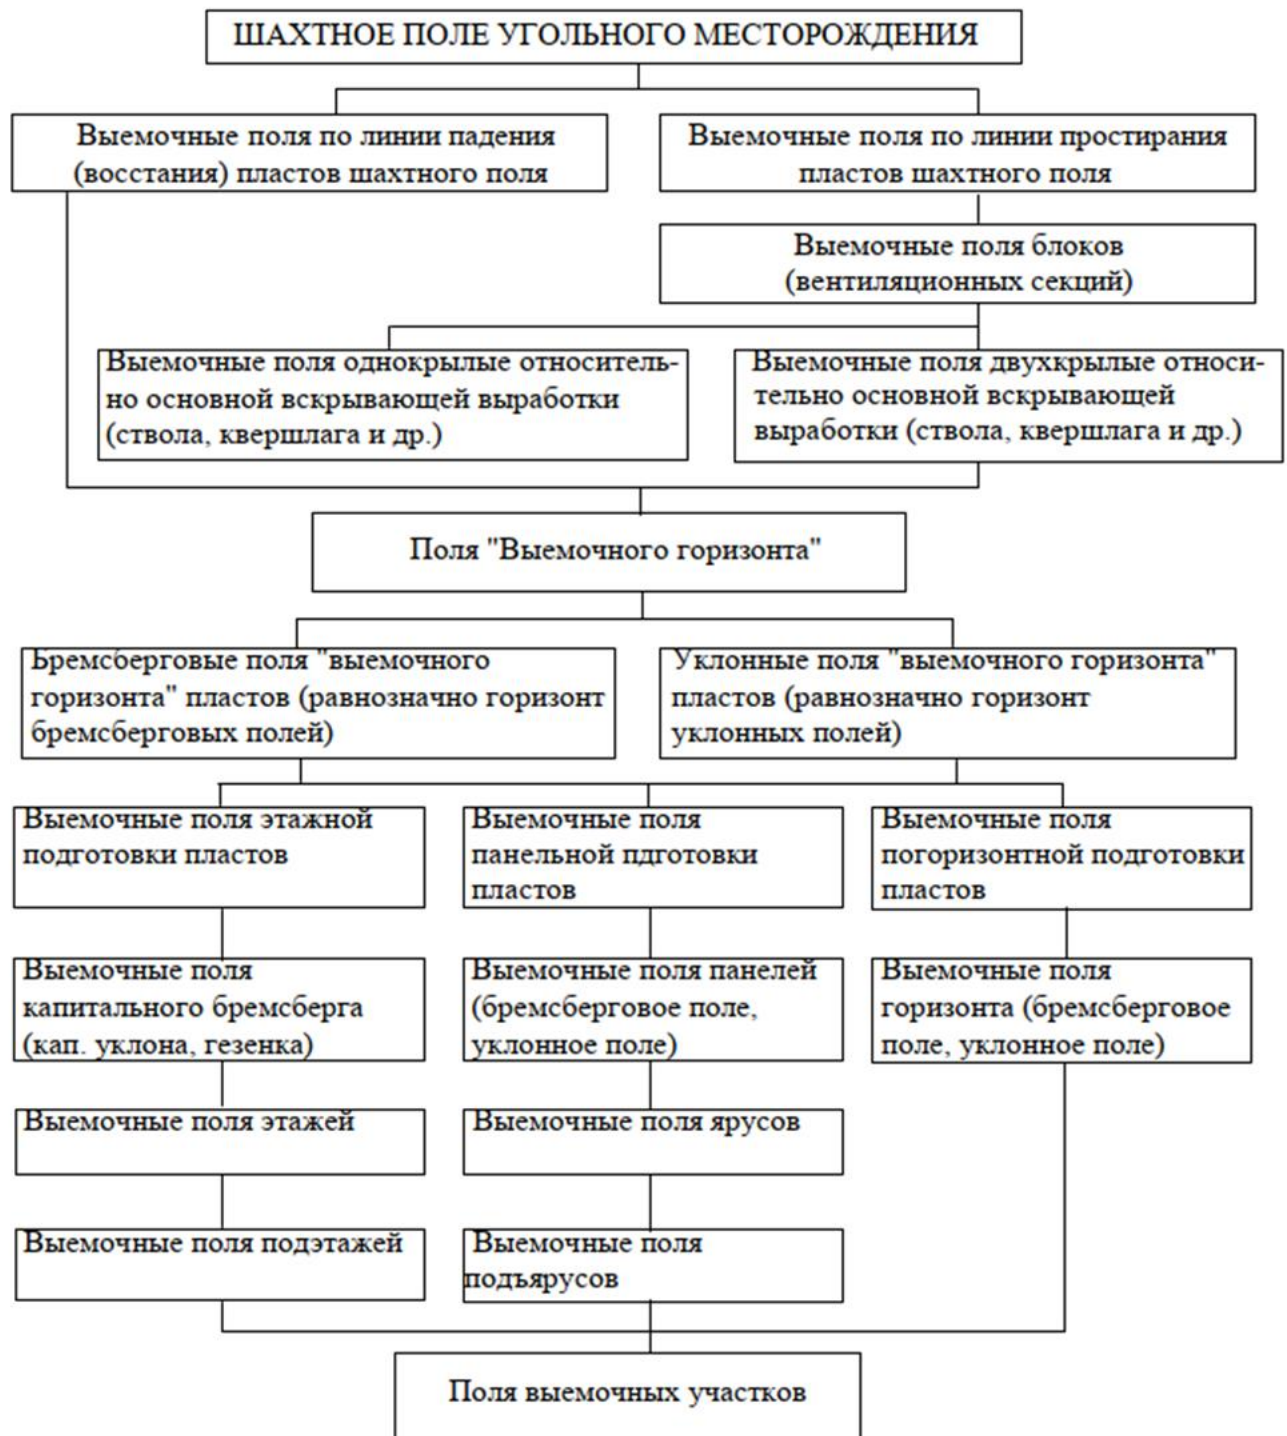 ШАХТНОЕ ПОЛЕ УГОЛЬНОГО МЕСТОРОЖДЕНИЯ
Выемочные поля по линии падения
(восстания) пластов шахтного поля
Выемочные поля по линии простирания
пластов шахтного поля
Выемочные поля блоков
(вентиляционных секций)
Выемочные поля однокрылые относитель-
но основной вскрывающей выработки
(ствола, квершлага и др.)
Выемочные поля двухкрылые относи-
тельно основной вскрывающей
выработки (ствола, квершлага и др.)
Поля "Выемочного горизонта"
Бремсберговые поля "выемочного
горизонта" пластов (равнозначно горизонт
бремсберговых полей)
Уклонные поля "выемочного горизонта"
пластов (равнозначно горизонт
уклонных полей)
Выемочные поля этажной
подготовки пластов
Выемочные поля
панельной пдготовки
пластов
Выемочные поля
погоризонтной подготовки
пластов
Выемочные поля
капитального бремсберга
(кап. уклона, гезенка)
Выемочные поля панелей
(бремсберговое поле,
уклонное поле)
Выемочные поля
горизонта (бремсберговое
поле, уклонное поле)
Выемочные поля этажей
Выемочные поля ярусов
Выемочные поля подэтажей
Выемочные поля
подъярусов
Поля выемочных участков